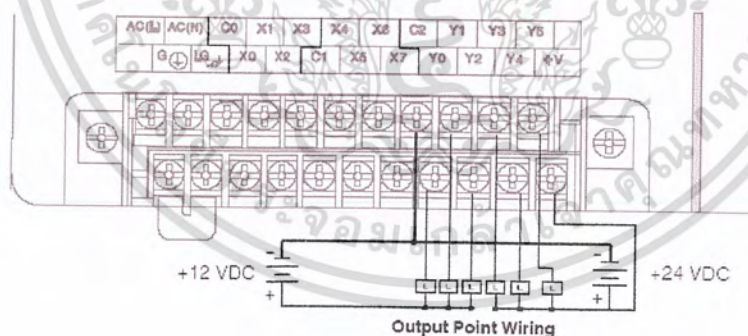 AC(L) AC(N) C0 X1 X3 X4 X6 C2 Y1 Y3 Y5
G LG X0 X2 C1 X5 X7 Y0 Y2 Y4 +V
-
+12 VDC
+
L L L L L L
-
+24 VDC
+
Output Point Wiring